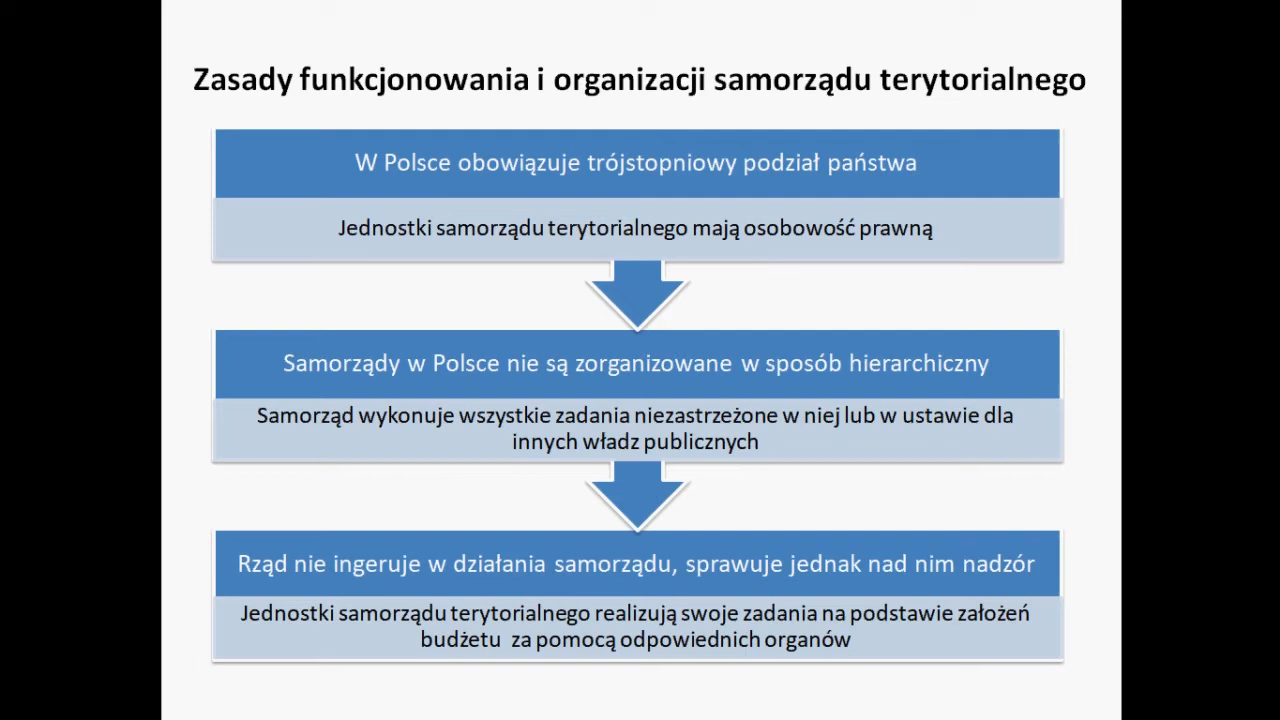 Zasady funkcjonowania i organizacji samorządu terytorialnego
W Polsce obowiązuje trójstopniowy podział państwa
Jednostki samorządu terytorialnego mają osobowość prawną
Samorządy w Polsce nie są zorganizowane w sposób hierarchiczny
Samorząd wykonuje wszystkie zadania niezastrzeżone w niej lub w ustawie dla
innych władz publicznych
Rząd nie ingeruje w działania samorządu, sprawuje jednak nad nim nadzór
Jednostki samorządu terytorialnego realizują swoje zadania na podstawie założeń
budżetu za pomocą odpowiednich organów